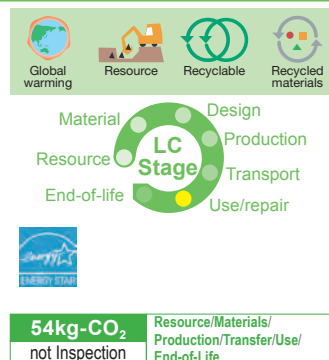 Global
warming
Resource
Recyclable
Recycled
materials
Design
Material
LC
Stage
Production
Resource
Transport
End-of-life
Use/repair
energy
ENERGY STAR
54kg-CO₂
not Inspection
Resource/Materials/
Production/Transfer/Use/
End-of-Life